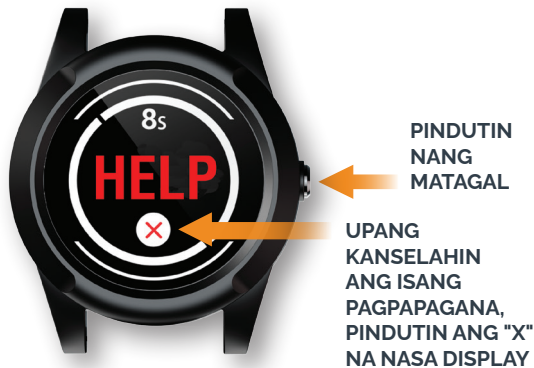 8s
HELP
PINDUTIN
NANG
MATAGAL
UPANG
KANSELAHIN
ANG ISANG
PAGPAPAGANA,
PINDUTIN ANG "X"
NA NASA DISPLAY